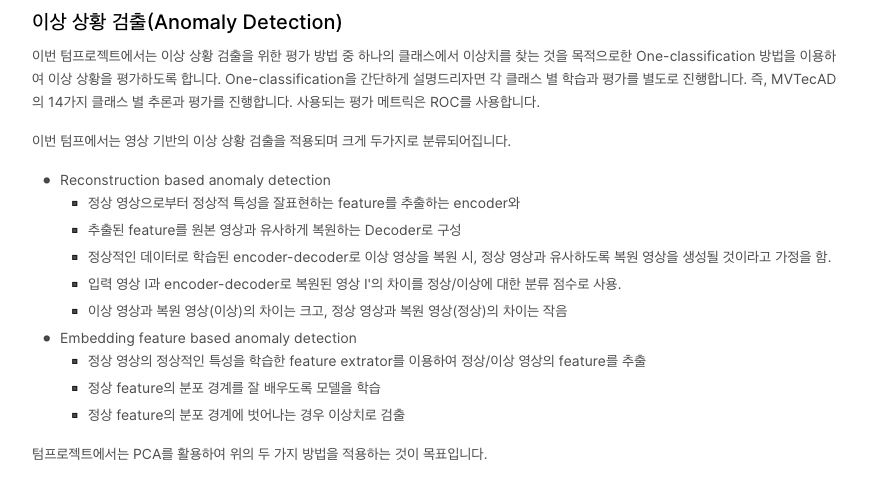 이상 상황 검출(Anomaly Detection)
이번 텀프로젝트에서는 이상 상황 검출을 위한 평가 방법 중 하나의 클래스에서 이상치를 찾는 것을 목적으로한 One-classification 방법을 이용하
여 이상 상황을 평가하도록 합니다. One-classification을 간단하게 설명드리자면 각 클래스 별 학습과 평가를 별도로 진행합니다. 즉, MVTecAD
의 14가지 클래스 별 추론과 평가를 진행합니다. 사용되는 평가 메트릭은 ROC를 사용합니다.
이번 텀프에서는 영상 기반의 이상 상황 검출을 적용되며 크게 두가지로 분류되어집니다.
• Reconstruction based anomaly detection
▪ 정상 영상으로부터 정상적 특성을 잘표현하는 feature를 추출하는 encoder와
▪ 추출된 feature를 원본 영상과 유사하게 복원하는 Decoder로 구성
▪ 정상적인 데이터로 학습된 encoder-decoder로 이상 영상을 복원 시, 정상 영상과 유사하도록 복원 영상을 생성될 것이라고 가정을 함.
▪ 입력 영상 I과 encoder-decoder로 복원된 영상 I'의 차이를 정상/이상에 대한 분류 점수로 사용.
▪ 이상 영상과 복원 영상(이상)의 차이는 크고, 정상 영상과 복원 영상(정상)의 차이는 작음
• Embedding feature based anomaly detection
▪ 정상 영상의 정상적인 특성을 학습한 feature extrator를 이용하여 정상/이상 영상의 feature를 추출
▪ 정상 feature의 분포 경계를 잘 배우도록 모델을 학습
▪ 정상 feature의 분포 경계에 벗어나는 경우 이상치로 검출
텀프로젝트에서는 PCA를 활용하여 위의 두 가지 방법을 적용하는 것이 목표입니다.